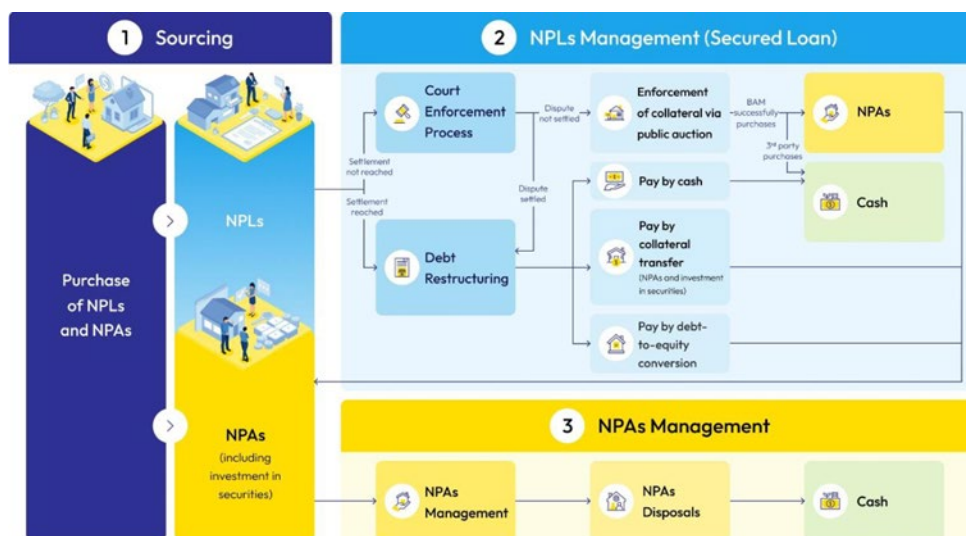 1 Sourcing
Purchase
of NPLs
and NPAs
NPLs
NPAs
(including
investment in
securities)
2 NPLs Management (Secured Loan)
Settlement
not reached
Settlement
reached
Court
Enforcement
Process
Debt
Restructuring
Dispute
not settled
Dispute
settled
Enforcement
of collateral via
public auction
Pay by cash
Pay by
collateral
transfer
(NPAs and investment
in securities)
Pay by debt-
to-equity
conversion
BAM
successfully
purchases
3rd party
purchases
NPAs
Cash
3 NPAs Management
NPAs
Management
NPAs
Disposals
Cash